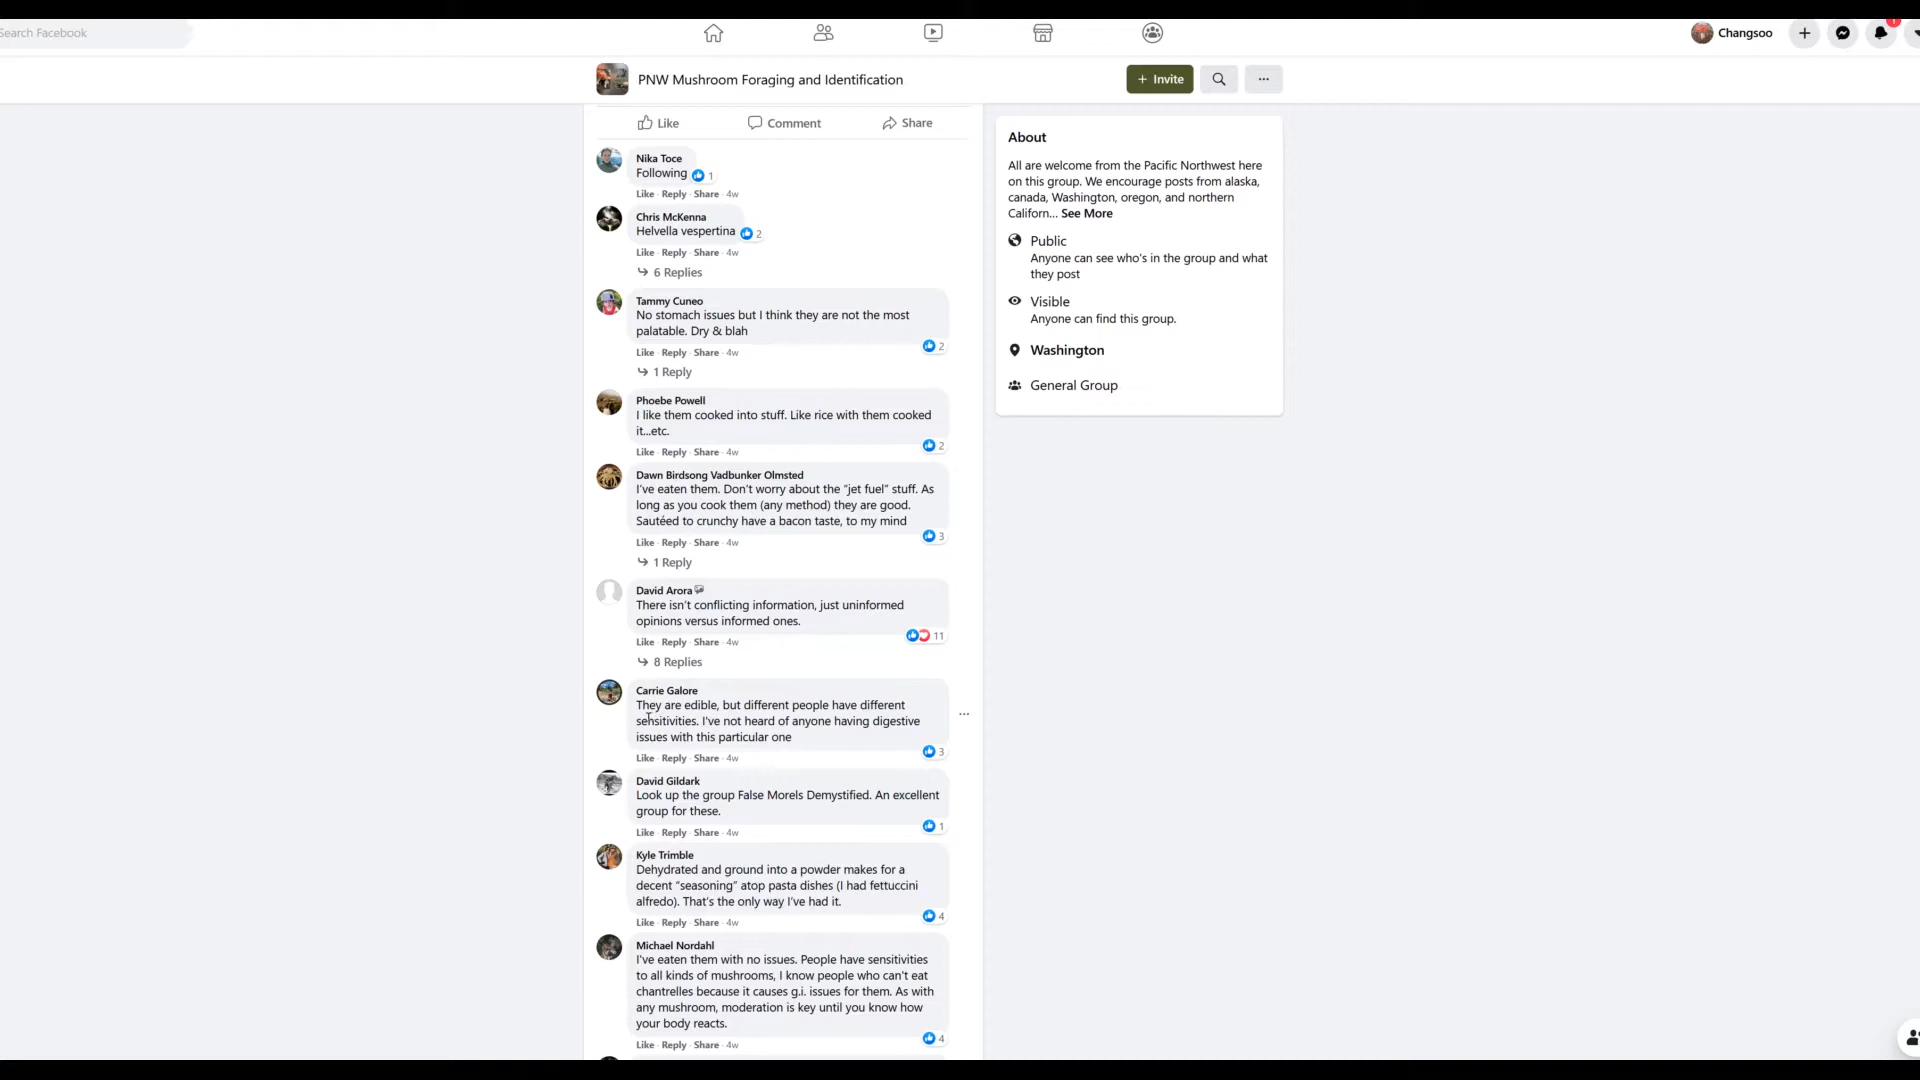 Search Facebook
Changsoo
1
PNW Mushroom Foraging and Identification
+ Invite
Like Comment Share
Nika Toce
Following 1
Like · Reply · Share · 4w
Chris McKenna
Helvella vespertina 2
Like · Reply · Share · 4w
6 Replies
Tammy Cuneo
No stomach issues but I think they are not the most
palatable. Dry & blah
2
Like · Reply · Share · 4w
1 Reply
Phoebe Powell
I like them cooked into stuff. Like rice with them cooked
it...etc.
2
Like · Reply · Share · 4w
Dawn Birdsong Vadbunker Olmsted
I've eaten them. Don't worry about the "jet fuel" stuff. As
long as you cook them (any method) they are good.
Sautéed to crunchy have a bacon taste, to my mind
3
Like · Reply · Share · 4w
1 Reply
David Arora
There isn't conflicting information, just uninformed
opinions versus informed ones.
11
Like · Reply · Share · 4w
8 Replies
Carrie Galore
They are edible, but different people have different
sensitivities. I've not heard of anyone having digestive
issues with this particular one
3
Like · Reply · Share · 4w
David Gildark
Look up the group False Morels Demystified. An excellent
group for these.
1
Like · Reply · Share · 4w
Kyle Trimble
Dehydrated and ground into a powder makes for a
decent "seasoning" atop pasta dishes (I had fettuccini
alfredo). That's the only way I've had it.
4
Like · Reply · Share · 4w
Michael Nordahl
I've eaten them with no issues. People have sensitivities
to all kinds of mushrooms, I know people who can't eat
chantrelles because it causes g.i. issues for them. As with
any mushroom, moderation is key until you know how
your body reacts.
4
Like · Reply · Share · 4w
About
All are welcome from the Pacific Northwest here
on this group. We encourage posts from alaska,
canada, Washington, oregon, and northern
Californ... See More
Public
Anyone can see who's in the group and what
they post
Visible
Anyone can find this group.
Washington
General Group